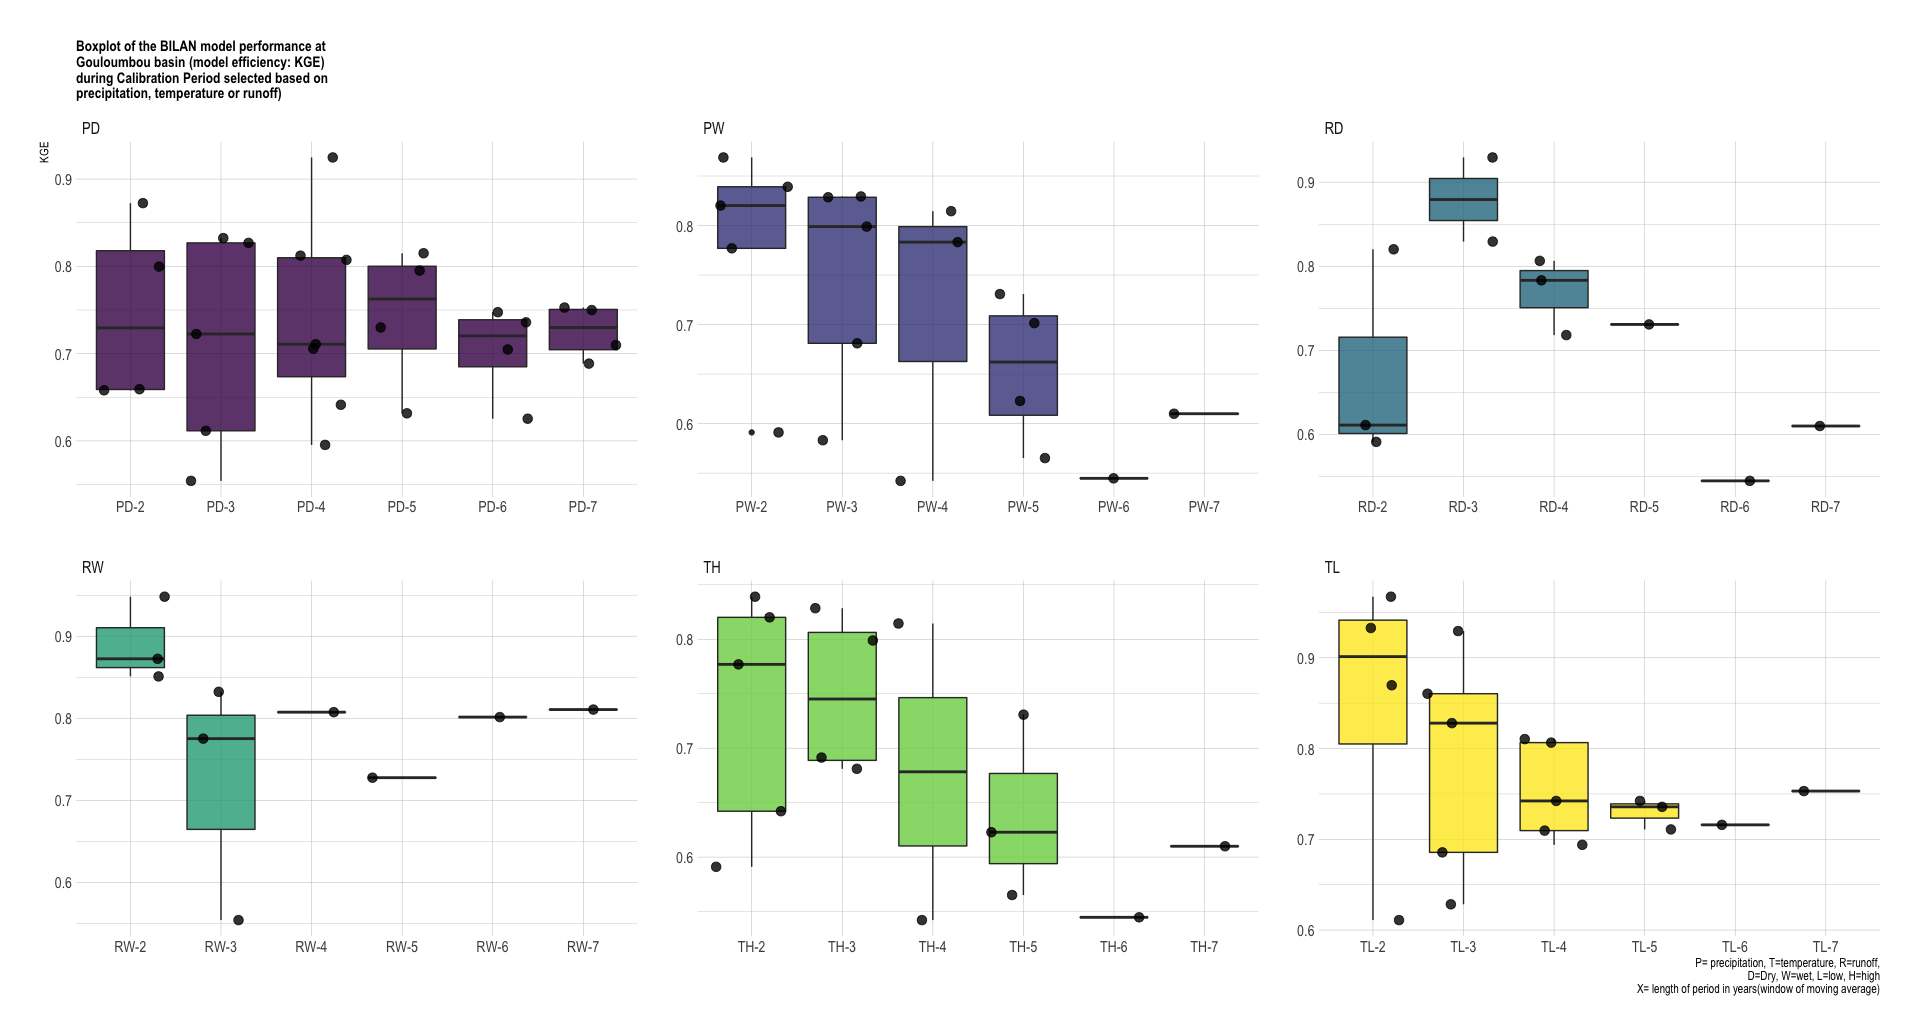 Boxplot of the BILAN model performance at
Gouloumbou basin (model efficiency: KGE)
during Calibration Period selected based on
precipitation, temperature or runoff)
PD
KGE
0.9
0.8
0.7
0.6
PD-2 PD-3 PD-4 PD-5 PD-6 PD-7
PW
0.8
0.7
0.6
PW-2 PW-3 PW-4 PW-5 PW-6 PW-7
RD
0.9
0.8
0.7
0.6
RD-2 RD-3 RD-4 RD-5 RD-6 RD-7
RW
0.9
0.8
0.7
0.6
RW-2 RW-3 RW-4 RW-5 RW-6 RW-7
TH
0.8
0.7
0.6
TH-2 TH-3 TH-4 TH-5 TH-6 TH-7
TL
0.9
0.8
0.7
0.6
TL-2 TL-3 TL-4 TL-5 TL-6 TL-7
P= precipitation, T=temperature, R=runoff,
D=Dry, W=wet, L=low, H=high
X= length of period in years(window of moving average)